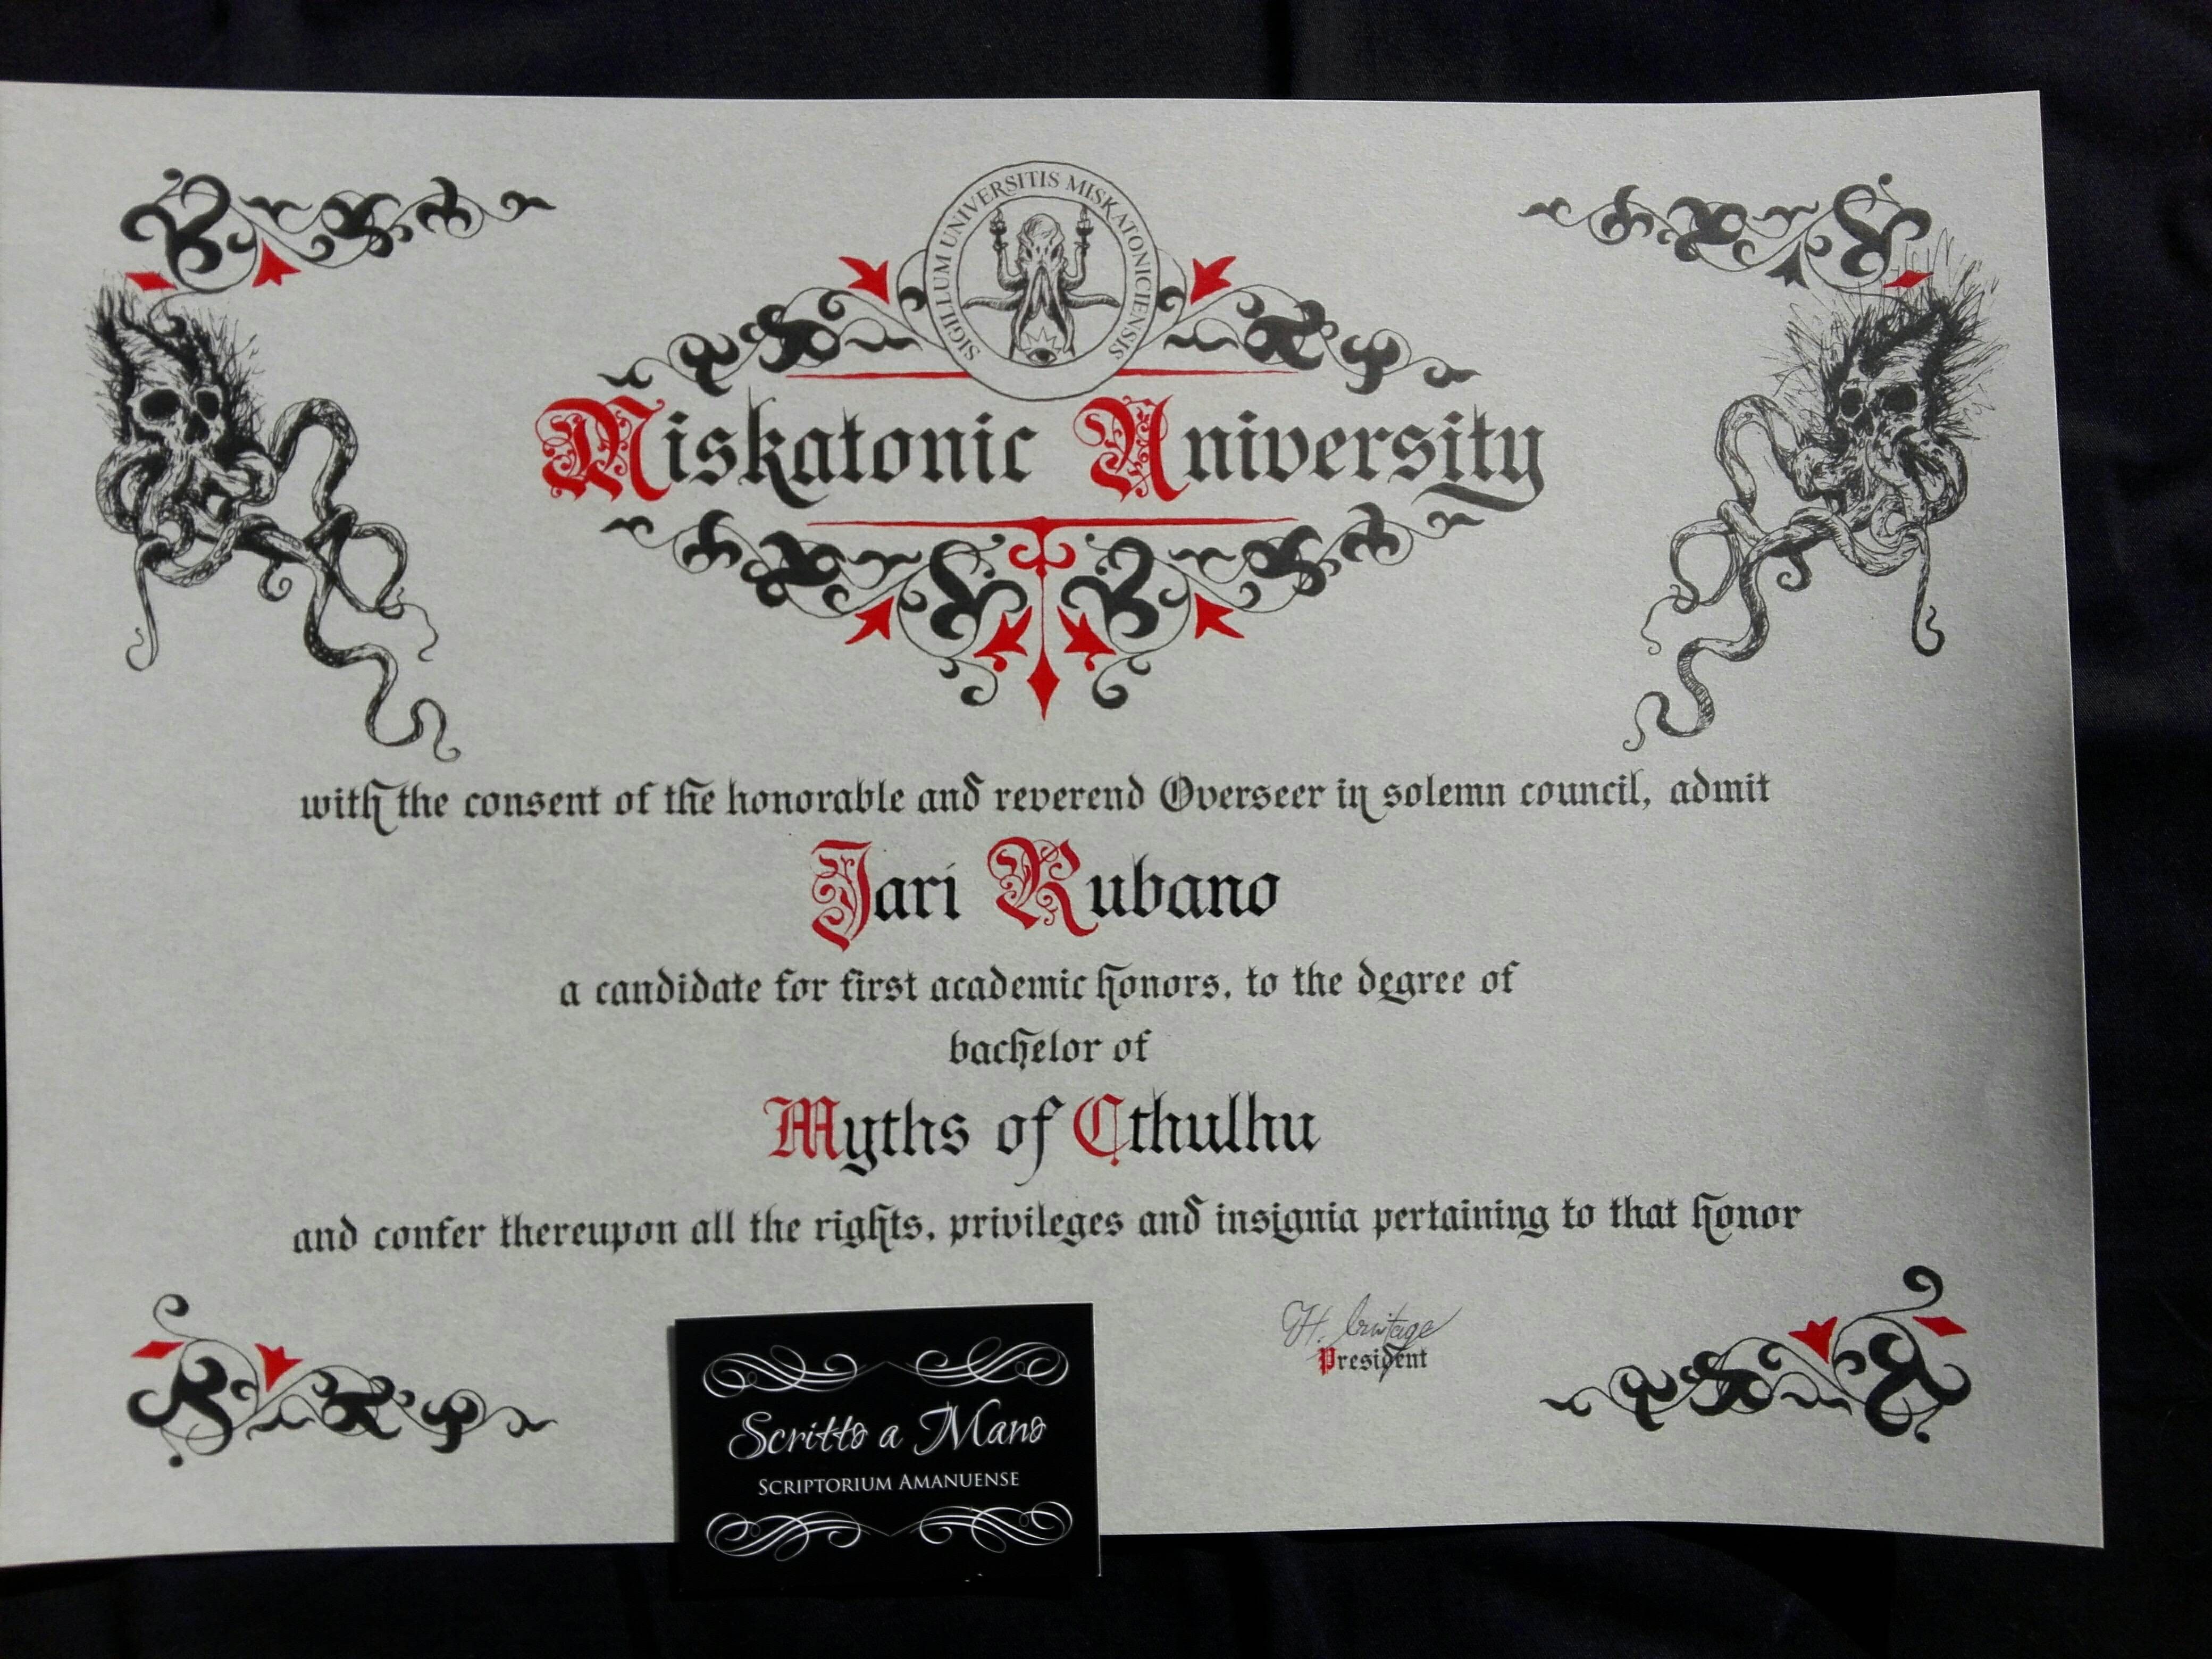 SIGILLUM UNIVERSITIS MISKATONICIENSIS
Miskatonic University
with the consent of the honorable and reverend Overseer in solemn council, admit
Jari Rubano
a candidate for first academic honors, to the degree of
bachelor of
Myths of Cthulhu
and confer thereupon all the rights, privileges and insignia pertaining to that honor
H. Armitage
President
Scritto a Mano
Scriptorium Amanuense